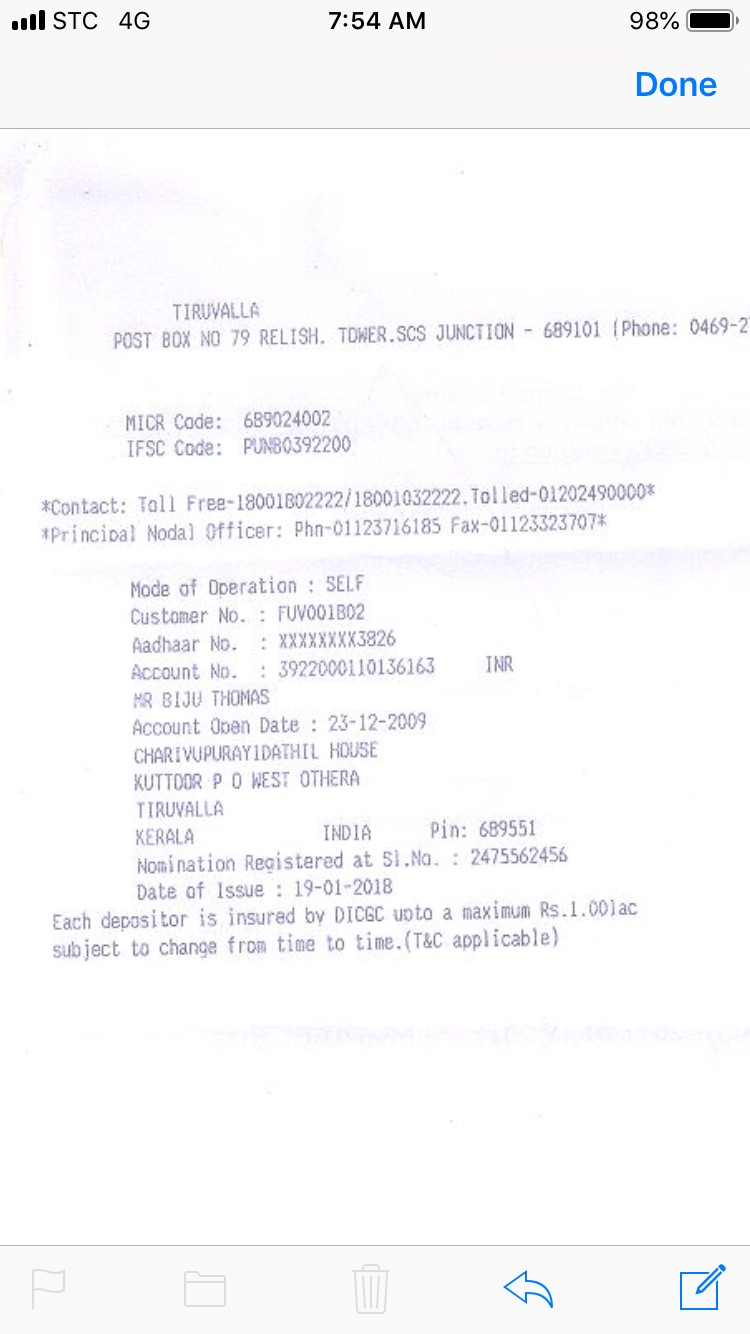 STC 4G 7:54 AM 98%
Done
TIRUVALLA
POST BOX NO 79 RELISH. TOWER.SCS JUNCTION - 689101 (Phone: 0469-2
MICR Code: 689024002
IFSC Code: PUNB0392200
*Contact: Toll Free-18001802222/18001032222.Tolled-01202490000*
*Principal Nodal Officer: Phn-01123716185 Fax-01123323707*
Mode of Operation : SELF
Customer No. : FUV001802
Aadhaar No. : XXXXXXXX3826
Account No. : 3922000110136163 INR
MR BIJU THOMAS
Account Open Date : 23-12-2009
CHARIVUPURAYIDATHIL HOUSE
KUTTOOR P O WEST OTHERA
TIRUVALLA
KERALA INDIA Pin: 689551
Nomination Registered at Sl.No. : 2475562456
Date of Issue : 19-01-2018
Each depositor is insured by DICGC upto a maximum Rs.1.00lac
subject to change from time to time.(T&C applicable)